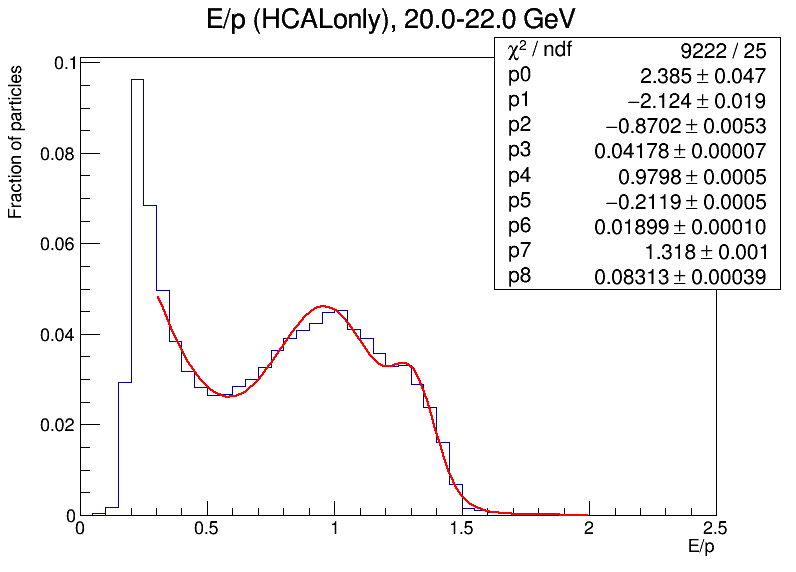 E/p (HCALonly), 20.0-22.0 GeV
χ² / ndf 9222 / 25
p0 2.385 ± 0.047
p1 −2.124 ± 0.019
p2 −0.8702 ± 0.0053
p3 0.04178 ± 0.00007
p4 0.9798 ± 0.0005
p5 −0.2119 ± 0.0005
p6 0.01899 ± 0.00010
p7 1.318 ± 0.001
p8 0.08313 ± 0.00039
Fraction of particles
0.1
0.08
0.06
0.04
0.02
0
0 0.5 1 1.5 2 2.5
E/p